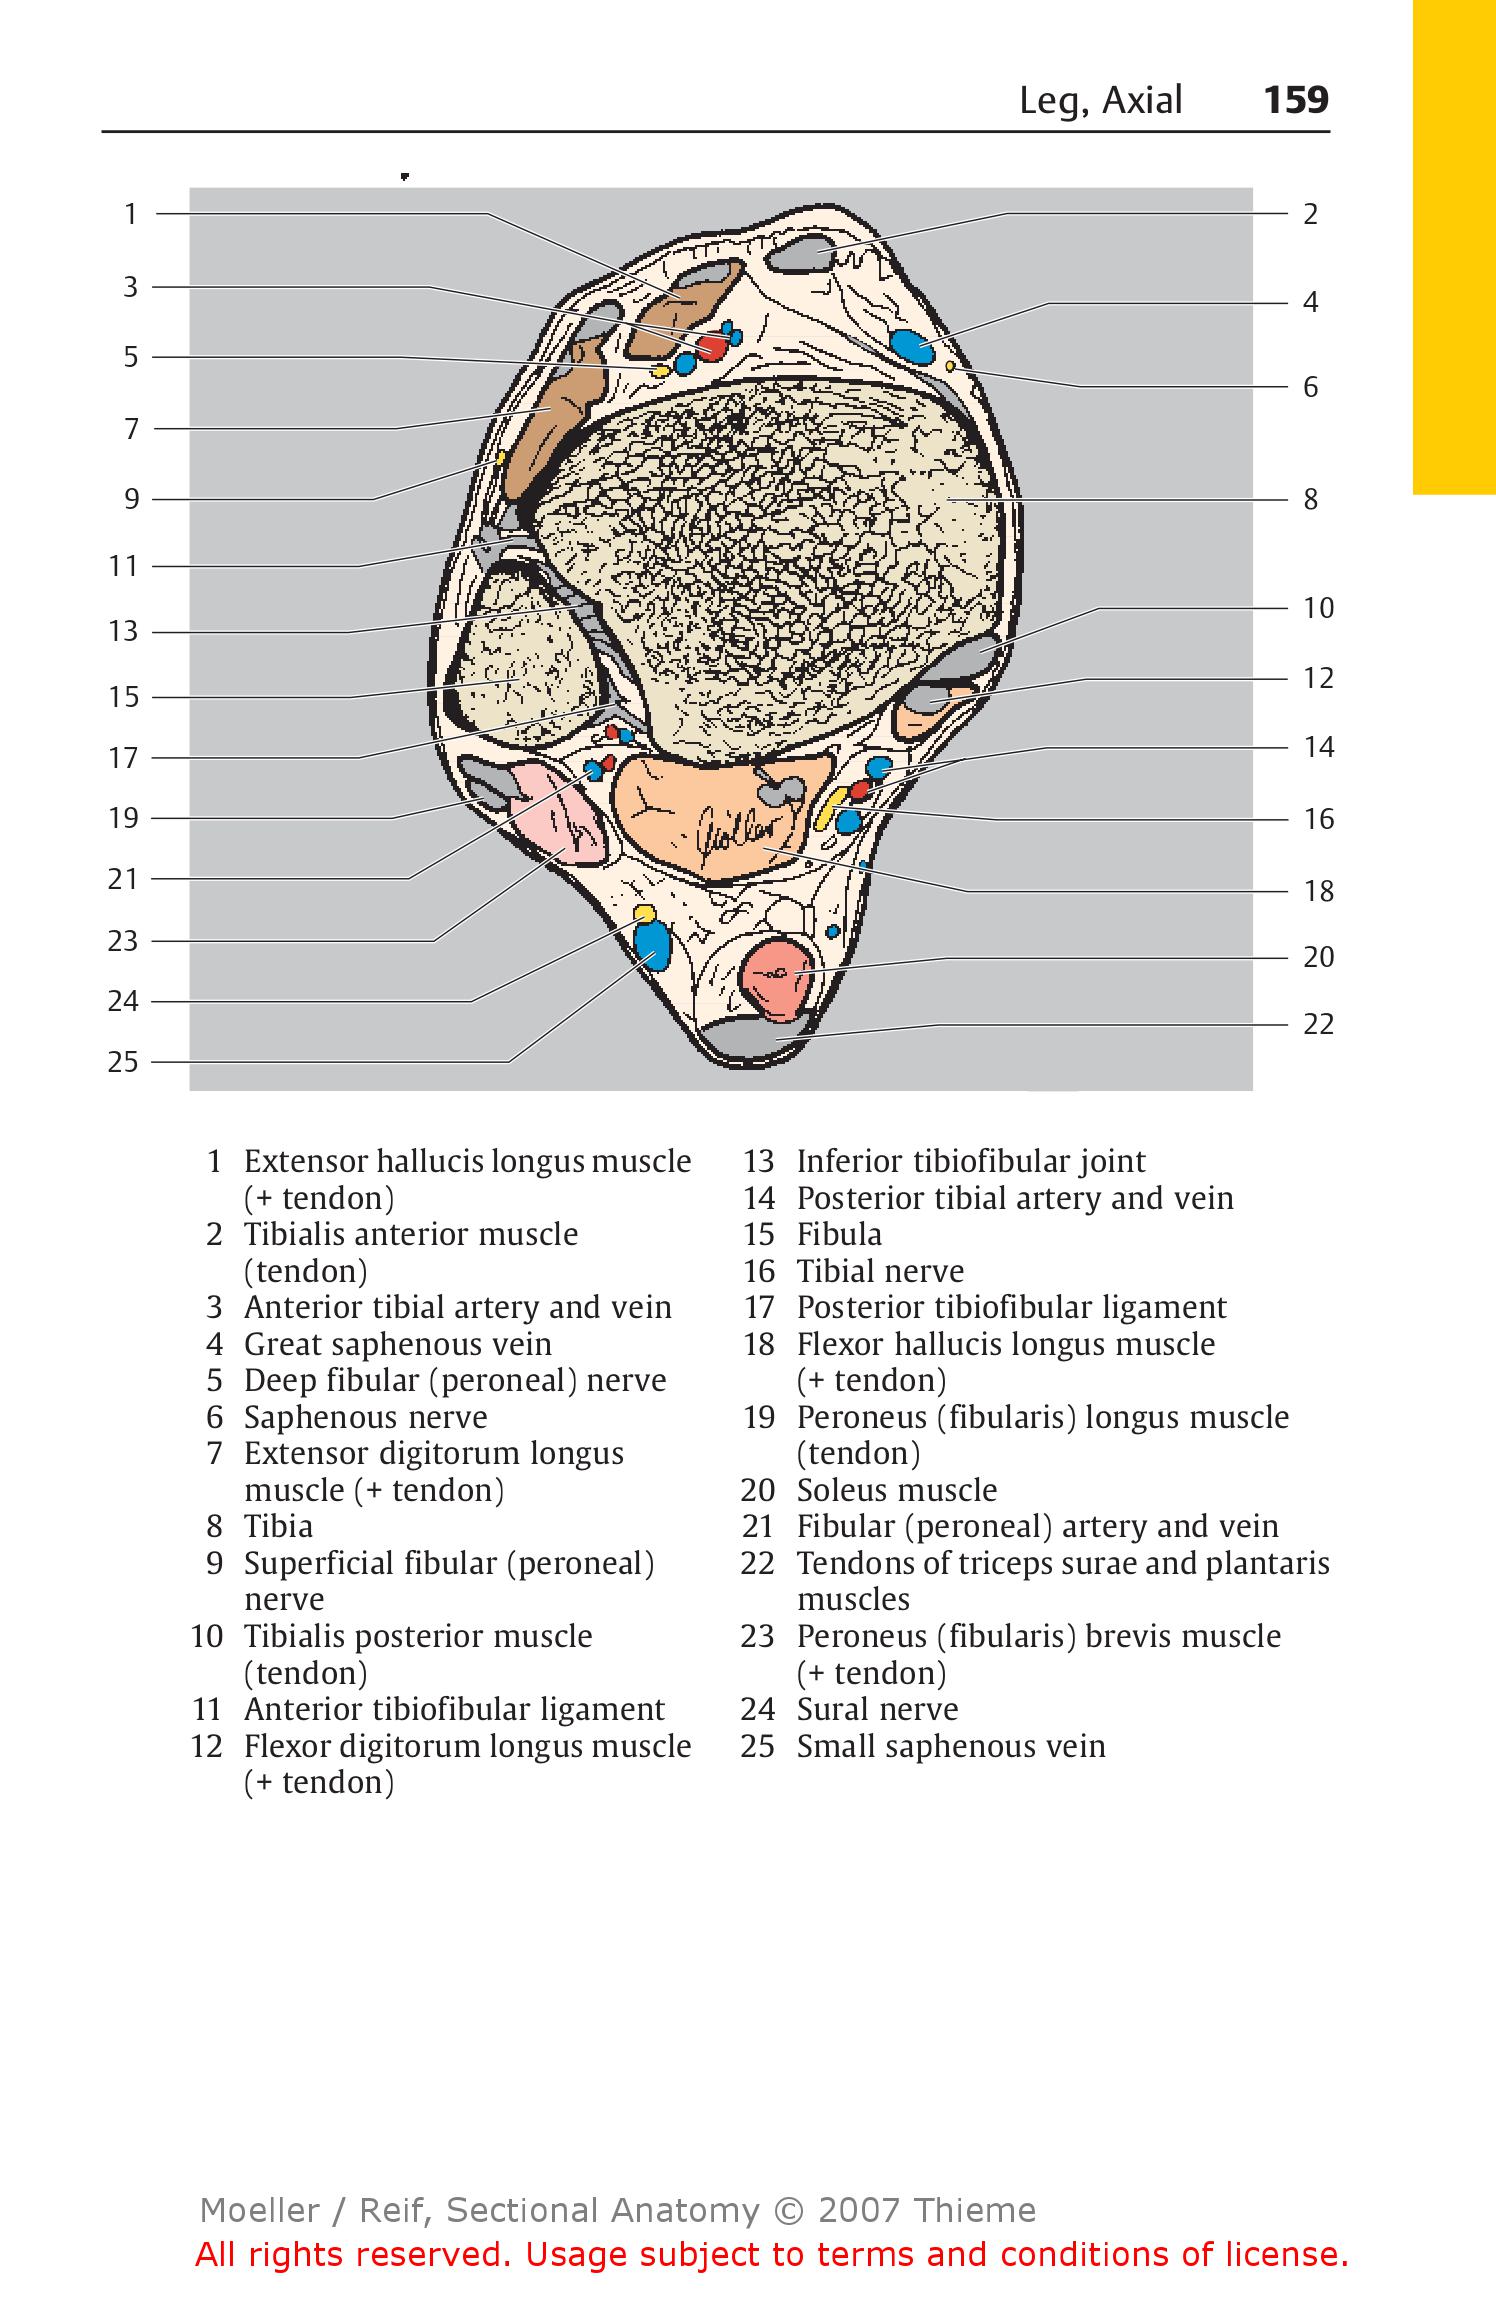 Leg, Axial 159
1
2
3
4
5
6
7
8
9
10
11
12
13
14
15
16
17
18
19
20
21
22
23
24
25
1 Extensor hallucis longus muscle
(+ tendon)
2 Tibialis anterior muscle
(tendon)
3 Anterior tibial artery and vein
4 Great saphenous vein
5 Deep fibular (peroneal) nerve
6 Saphenous nerve
7 Extensor digitorum longus
muscle (+ tendon)
8 Tibia
9 Superficial fibular (peroneal)
nerve
10 Tibialis posterior muscle
(tendon)
11 Anterior tibiofibular ligament
12 Flexor digitorum longus muscle
(+ tendon)
13 Inferior tibiofibular joint
14 Posterior tibial artery and vein
15 Fibula
16 Tibial nerve
17 Posterior tibiofibular ligament
18 Flexor hallucis longus muscle
(+ tendon)
19 Peroneus (fibularis) longus muscle
(tendon)
20 Soleus muscle
21 Fibular (peroneal) artery and vein
22 Tendons of triceps surae and plantaris
muscles
23 Peroneus (fibularis) brevis muscle
(+ tendon)
24 Sural nerve
25 Small saphenous vein
Moeller / Reif, Sectional Anatomy © 2007 Thieme
All rights reserved. Usage subject to terms and conditions of license.